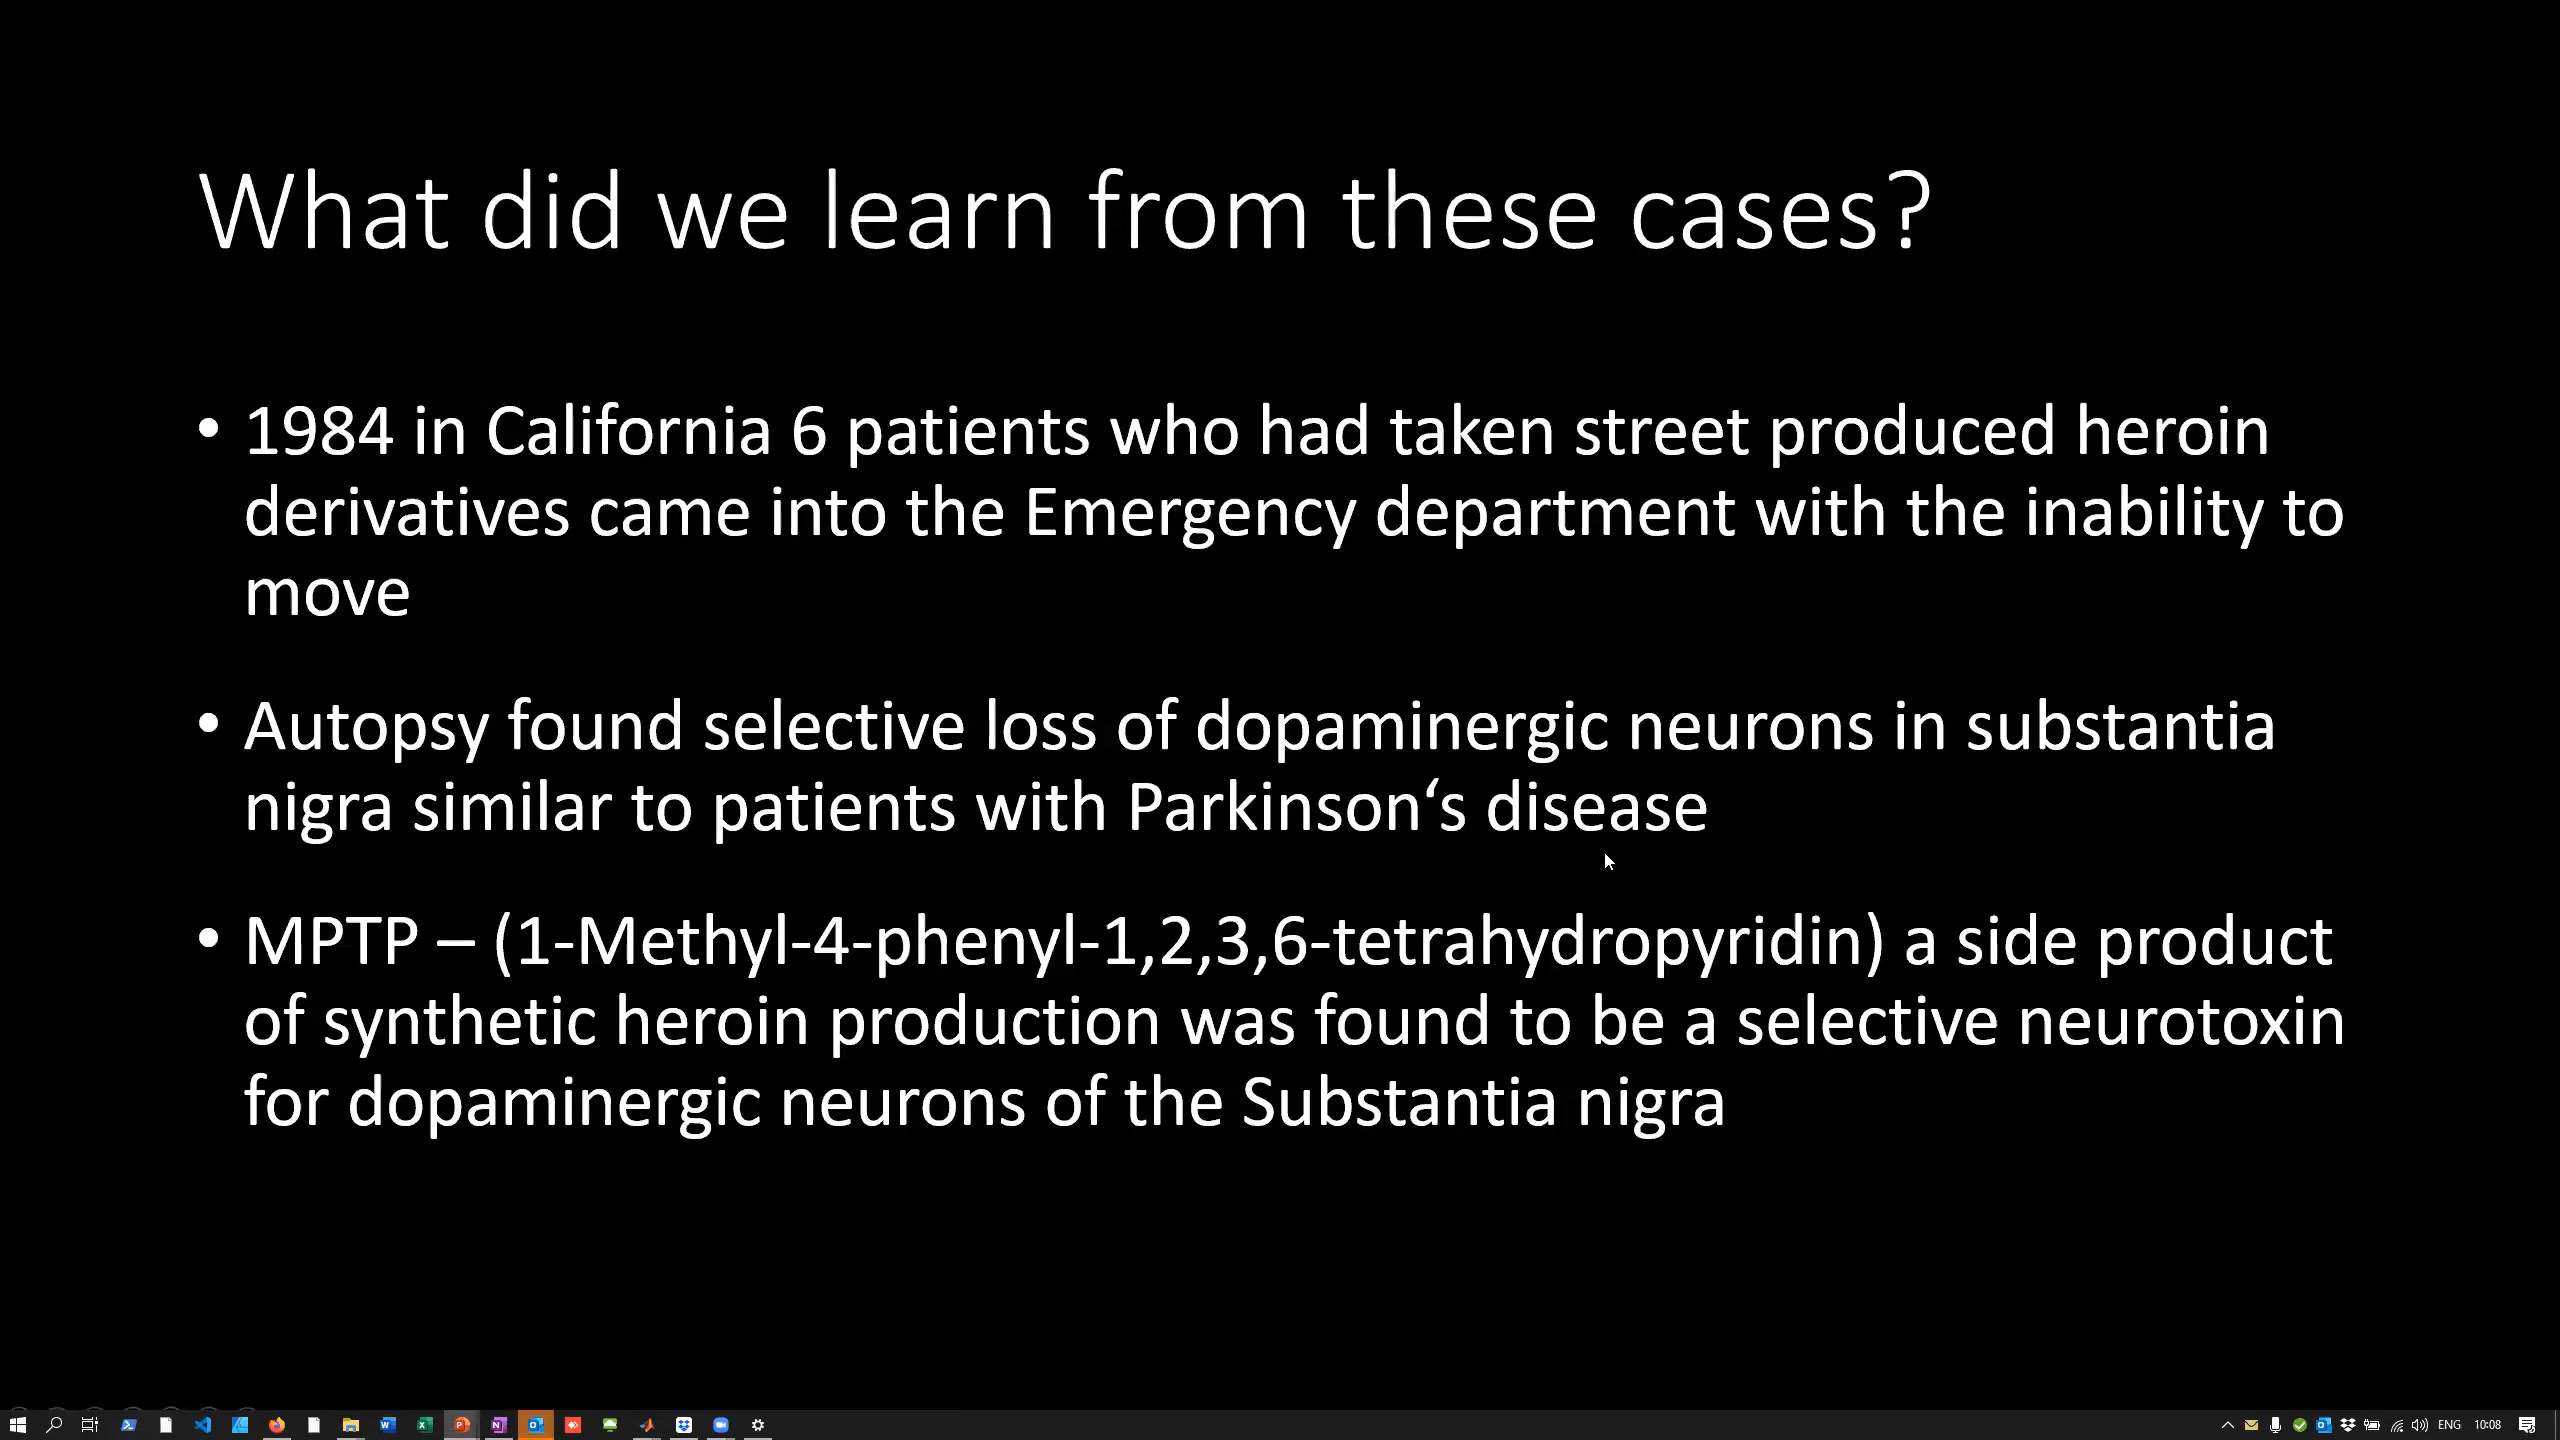 What did we learn from these cases?
• 1984 in California 6 patients who had taken street produced heroin
derivatives came into the Emergency department with the inability to
move
• Autopsy found selective loss of dopaminergic neurons in substantia
nigra similar to patients with Parkinson‘s disease
• MPTP – (1-Methyl-4-phenyl-1,2,3,6-tetrahydropyridin) a side product
of synthetic heroin production was found to be a selective neurotoxin
for dopaminergic neurons of the Substantia nigra
ENG 10:08